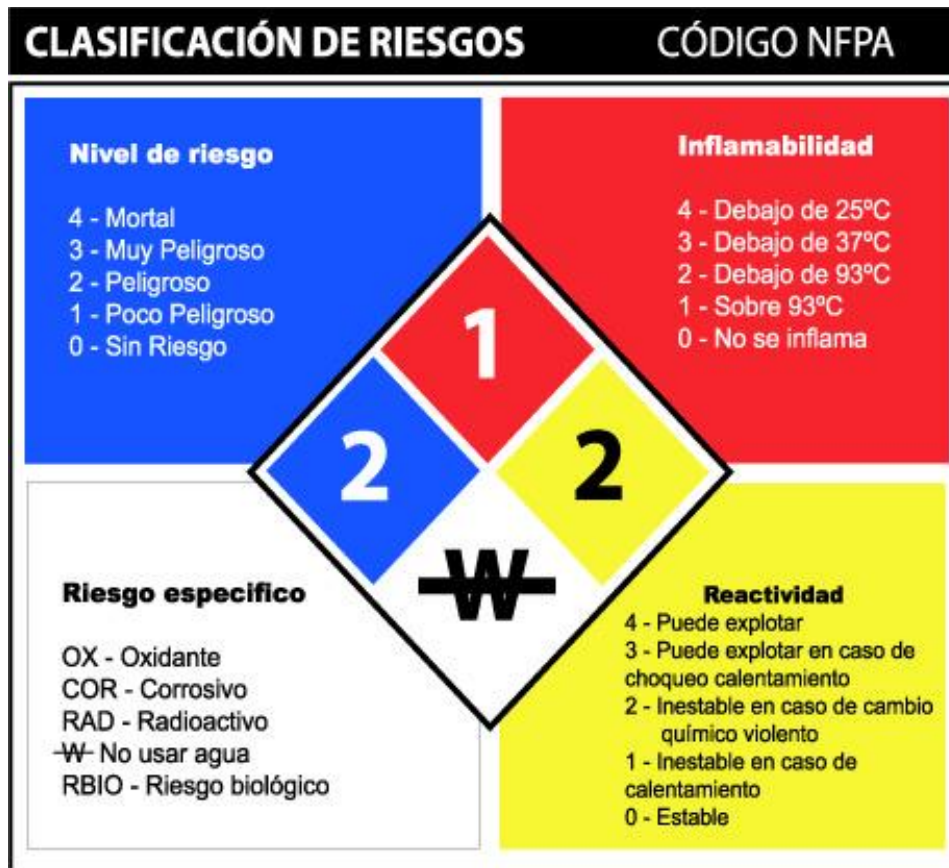 CLASIFICACIÓN DE RIESGOS CÓDIGO NFPA
Nivel de riesgo
4 - Mortal
3 - Muy Peligroso
2 - Peligroso
1 - Poco Peligroso
0 - Sin Riesgo
Inflamabilidad
4 - Debajo de 25ºC
3 - Debajo de 37ºC
2 - Debajo de 93ºC
1 - Sobre 93ºC
0 - No se inflama
1
2
2
W
Riesgo especifico
OX - Oxidante
COR - Corrosivo
RAD - Radioactivo
W No usar agua
RBIO - Riesgo biológico
Reactividad
4 - Puede explotar
3 - Puede explotar en caso de
choqueo calentamiento
2 - Inestable en caso de cambio
químico violento
1 - Inestable en caso de
calentamiento
0 - Estable